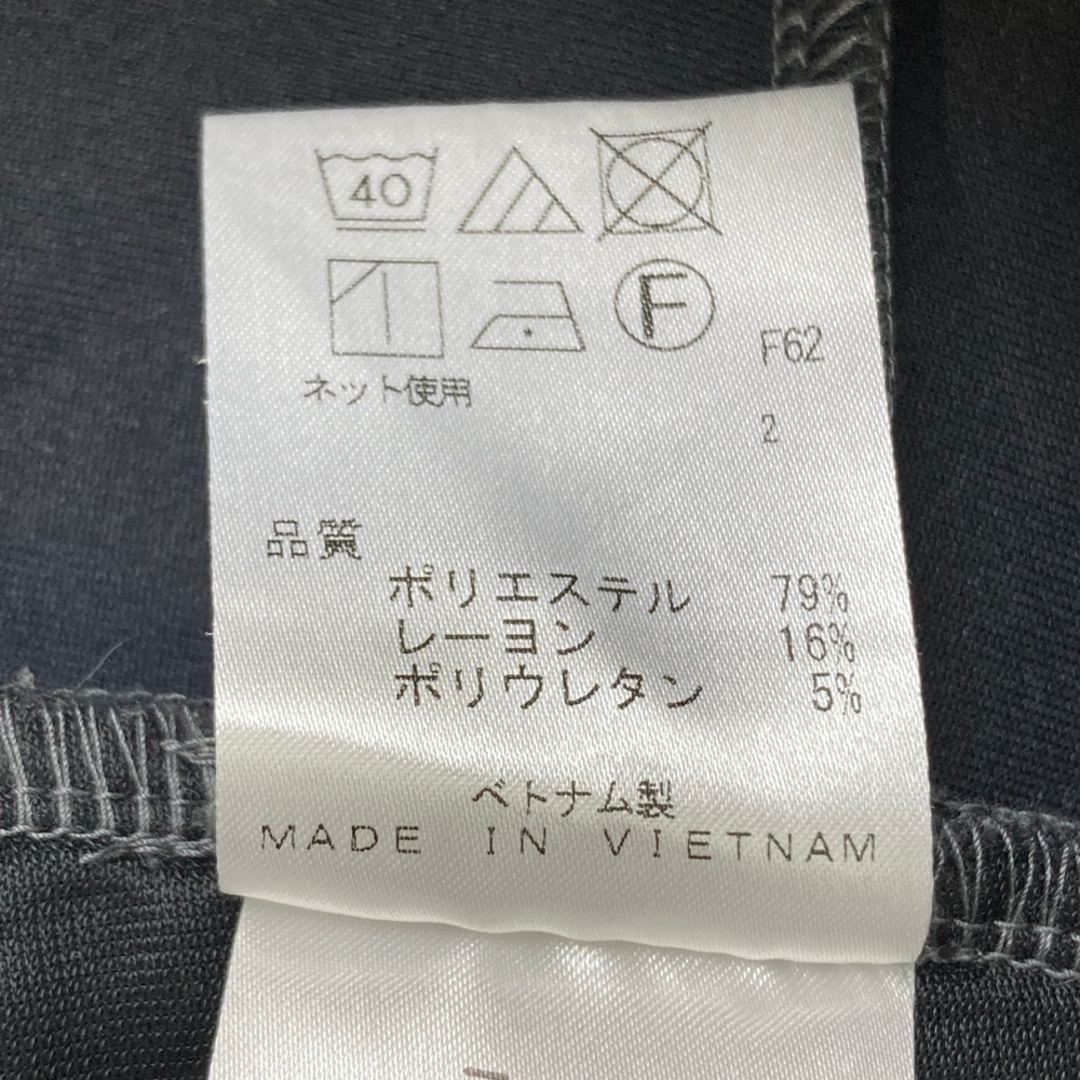 40
F
F62
ネット使用
2
品質
ポリエステル 79%
レーヨン 16%
ポリウレタン 5%
ベトナム製
MADE IN VIETNAM